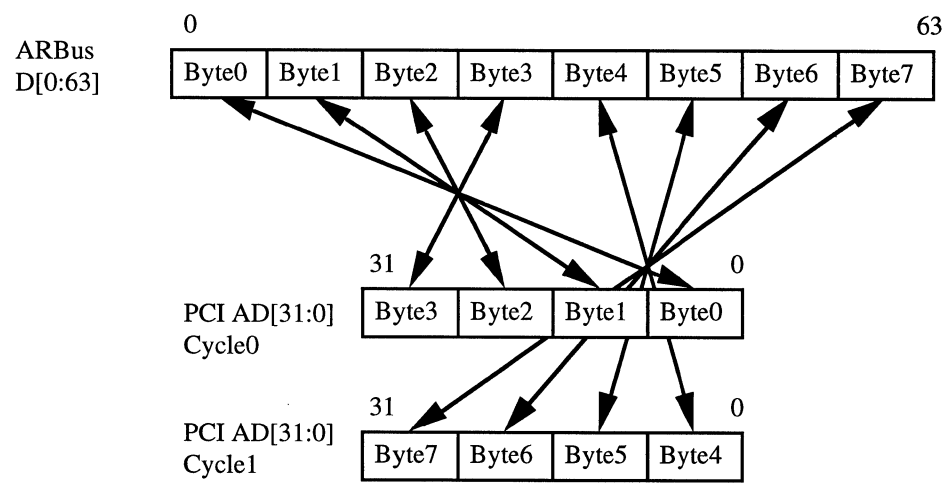 0 63
ARBus
D[0:63]
Byte0 Byte1 Byte2 Byte3 Byte4 Byte5 Byte6 Byte7
31 0
PCI AD[31:0]
Cycle0
Byte3 Byte2 Byte1 Byte0
31 0
PCI AD[31:0]
Cycle1
Byte7 Byte6 Byte5 Byte4